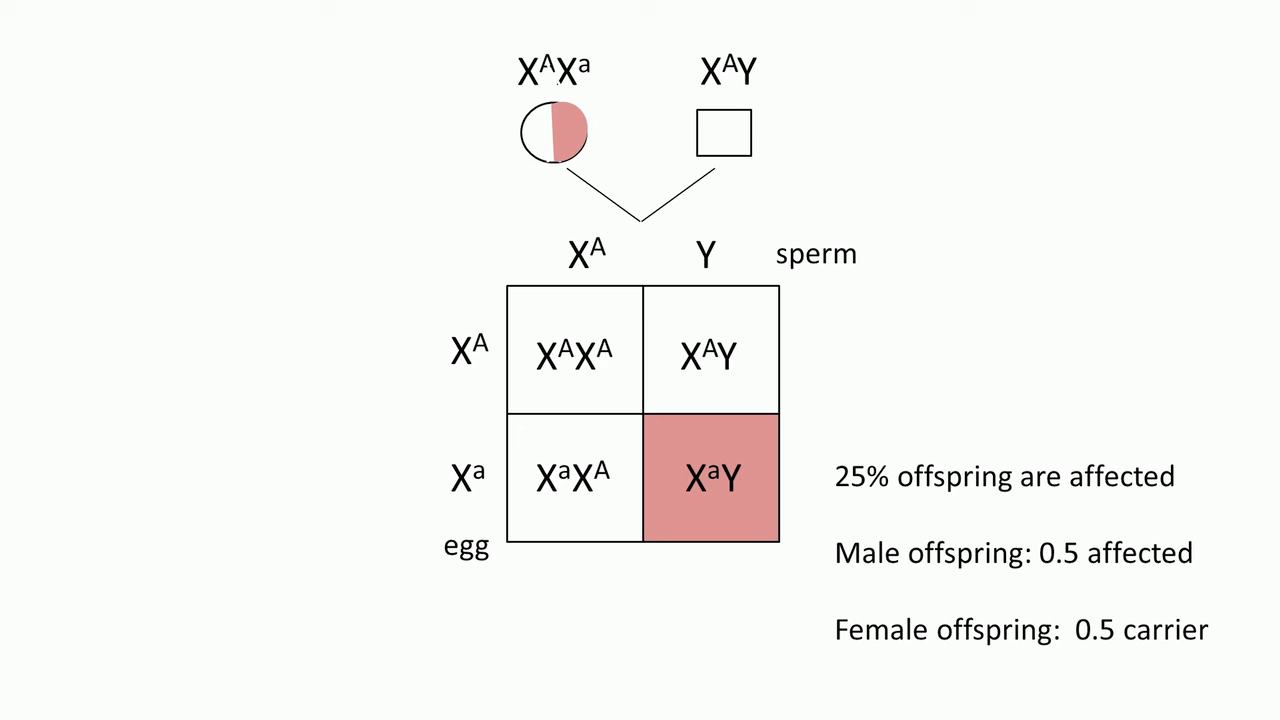 XᴬXᵃ XᴬY
Xᴬ Y sperm
Xᴬ XᴬXᴬ XᴬY
Xᵃ XᵃXᴬ XᵃY
egg
25% offspring are affected
Male offspring: 0.5 affected
Female offspring: 0.5 carrier